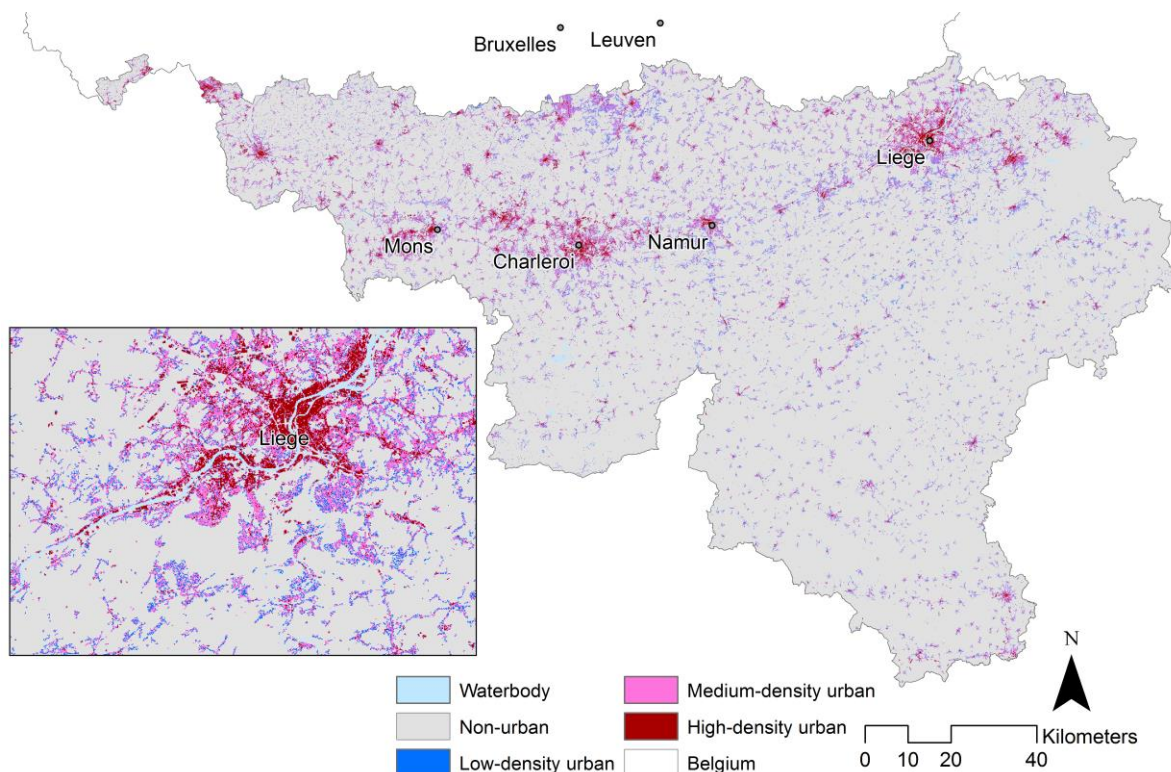 Bruxelles
Leuven
Liege
Mons
Charleroi
Namur
Liege
N
Waterbody
Medium-density urban
Non-urban
High-density urban
Low-density urban
Belgium
Kilometers
0 10 20 40